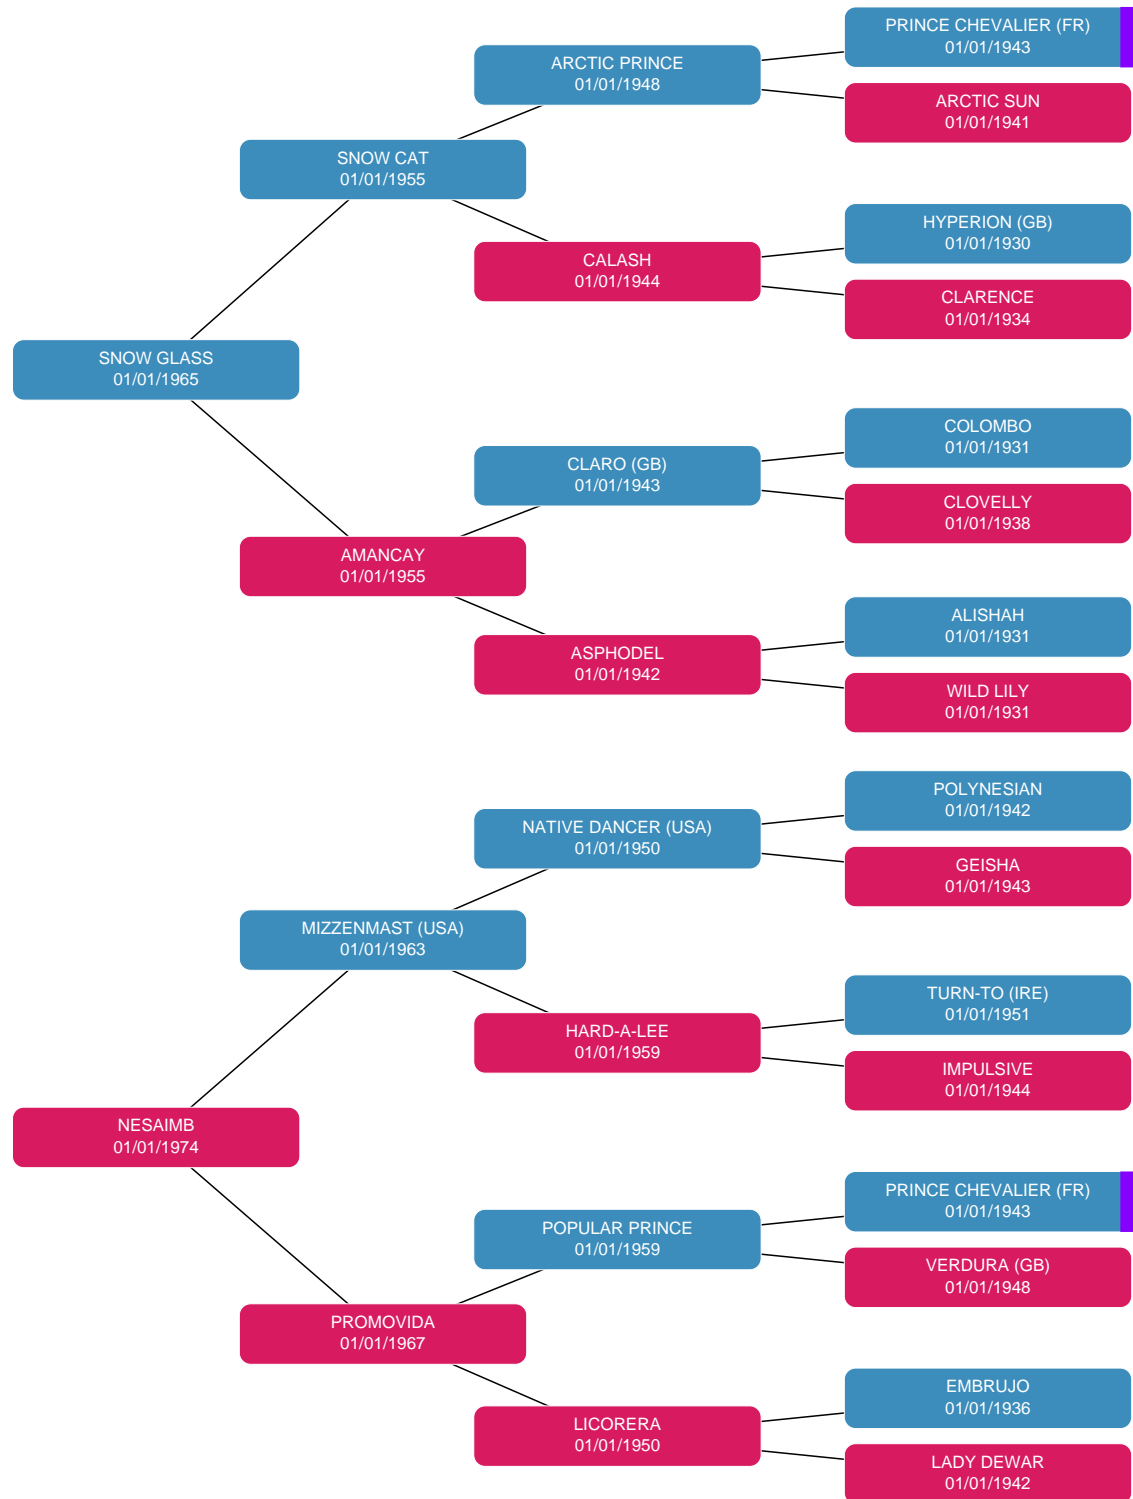 PRINCE CHEVALIER (FR)
01/01/1943
ARCTIC PRINCE
01/01/1948
ARCTIC SUN
01/01/1941
SNOW CAT
01/01/1955
HYPERION (GB)
01/01/1930
CALASH
01/01/1944
CLARENCE
01/01/1934
SNOW GLASS
01/01/1965
COLOMBO
01/01/1931
CLARO (GB)
01/01/1943
CLOVELLY
01/01/1938
AMANCAY
01/01/1955
ALISHAH
01/01/1931
ASPHODEL
01/01/1942
WILD LILY
01/01/1931
POLYNESIAN
01/01/1942
NATIVE DANCER (USA)
01/01/1950
GEISHA
01/01/1943
MIZZENMAST (USA)
01/01/1963
TURN-TO (IRE)
01/01/1951
HARD-A-LEE
01/01/1959
IMPULSIVE
01/01/1944
NESAIMB
01/01/1974
PRINCE CHEVALIER (FR)
01/01/1943
POPULAR PRINCE
01/01/1959
VERDURA (GB)
01/01/1948
PROMOVIDA
01/01/1967
EMBRUJO
01/01/1936
LICORERA
01/01/1950
LADY DEWAR
01/01/1942